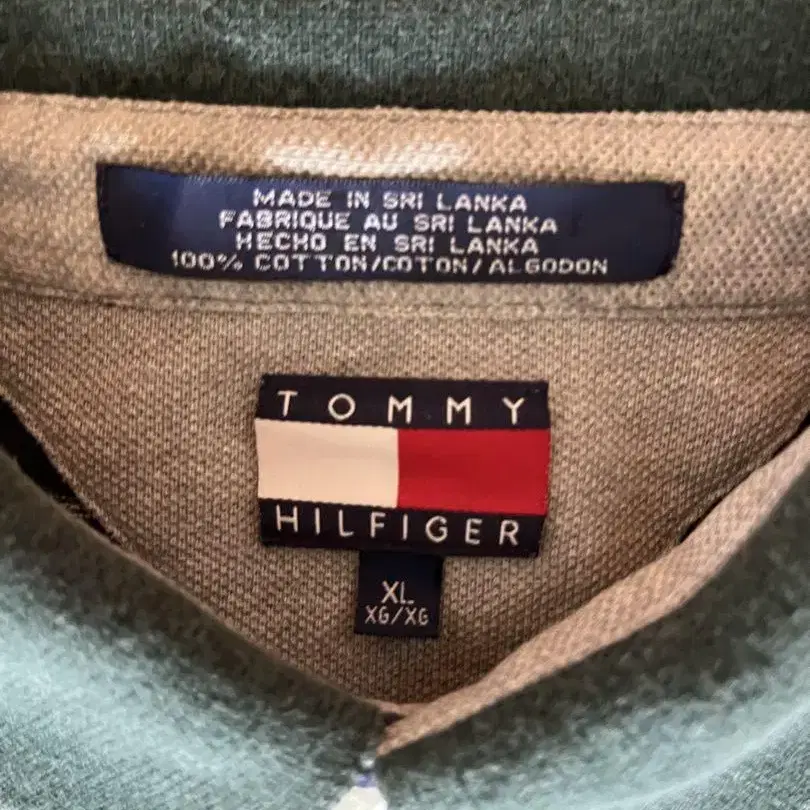 MADE IN SRI LANKA
FABRIQUE AU SRI LANKA
HECHO EN SRI LANKA
100% COTTON/COTON/ALGODON
TOMMY
HILFIGER
XL
XG/XG